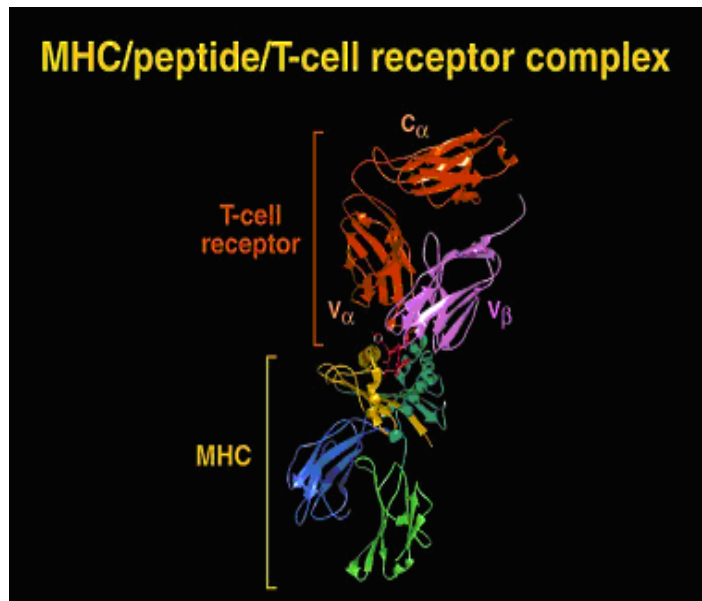 MHC/peptide/T-cell receptor complex
Cα
T-cell
receptor
Vα
Vβ
MHC